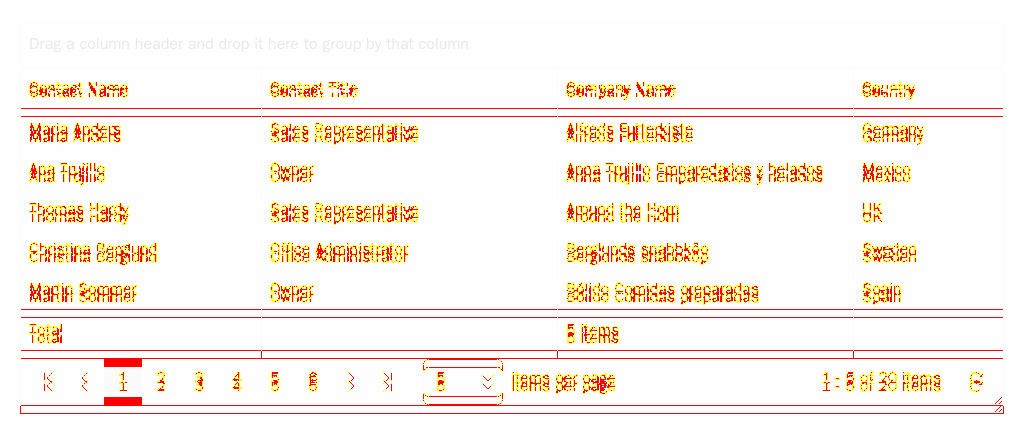 Drag a column header and drop it here to group by that column
Contact Name Contact Title Company Name Country
Maria Anders Sales Representative Alfreds Futterkiste Germany
Ana Trujillo Owner Anna Trujillo Emparedados y helados Mexico
Thomas Hardy Sales Representative Around the Horn UK
Christina Berglund Office Administrator Berglunds snabbköp Sweden
Martin Sommer Owner Bólido Comidas preparadas Spain
Total 5 items
1 2 3 4 5 6 5 items per page 1 - 5 of 28 items